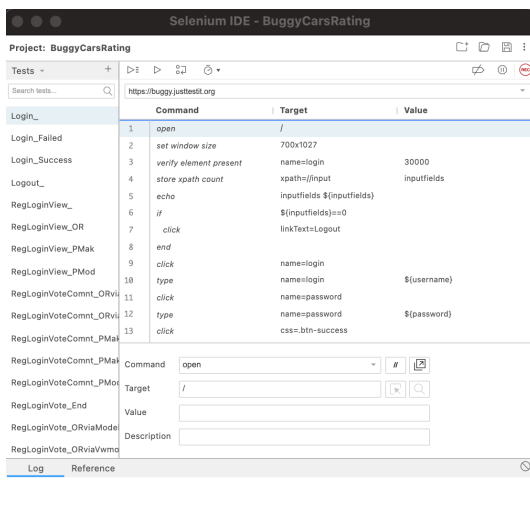 Selenium IDE - BuggyCarsRating
Project: BuggyCarsRating
Tests
Search tests...
https://buggy.justtestit.org
REC
Command Target Value
Login_
Login_Failed
Login_Success
Logout_
RegLoginView_
RegLoginView_OR
RegLoginView_PMak
RegLoginView_PMod
RegLoginVoteComnt_ORvia
RegLoginVoteComnt_ORvia
RegLoginVoteComnt_PMak
RegLoginVoteComnt_PMak
RegLoginVoteComnt_PMod
RegLoginVote_End
RegLoginVote_ORviaModel
RegLoginVote_ORviaVwmo
1 open /
2 set window size 700x1027
3 verify element present name=login 30000
4 store xpath count xpath=//input inputfields
5 echo inputfields ${inputfields}
6 if ${inputfields}==0
7 click linkText=Logout
8 end
9 click name=login
10 type name=login ${username}
11 click name=password
12 type name=password ${password}
13 click css=.btn-success
Command open //
Target /
Value
Description
Log Reference